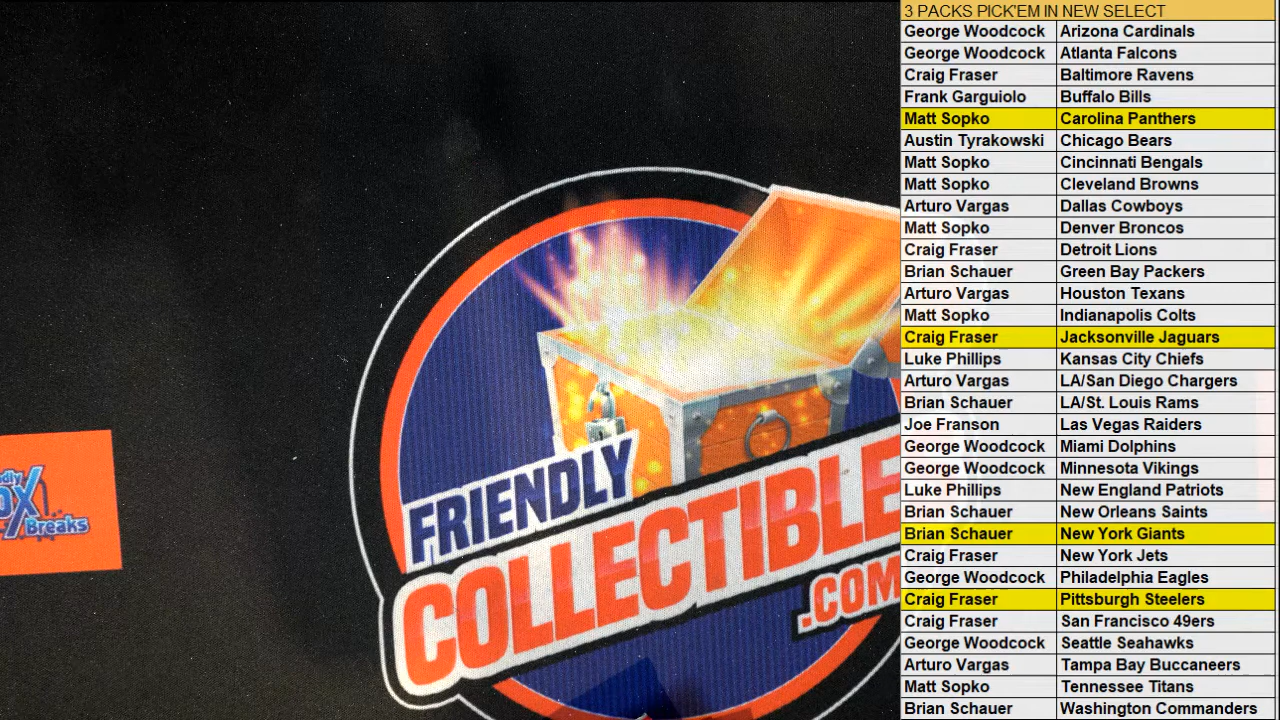 3 PACKS PICK'EM IN NEW SELECT
George Woodcock Arizona Cardinals
George Woodcock Atlanta Falcons
Craig Fraser Baltimore Ravens
Frank Garguiolo Buffalo Bills
Matt Sopko Carolina Panthers
Austin Tyrakowski Chicago Bears
Matt Sopko Cincinnati Bengals
Matt Sopko Cleveland Browns
Arturo Vargas Dallas Cowboys
Matt Sopko Denver Broncos
Craig Fraser Detroit Lions
Brian Schauer Green Bay Packers
Arturo Vargas Houston Texans
Matt Sopko Indianapolis Colts
Craig Fraser Jacksonville Jaguars
Luke Phillips Kansas City Chiefs
Arturo Vargas LA/San Diego Chargers
Brian Schauer LA/St. Louis Rams
Joe Franson Las Vegas Raiders
George Woodcock Miami Dolphins
George Woodcock Minnesota Vikings
Luke Phillips New England Patriots
Brian Schauer New Orleans Saints
Brian Schauer New York Giants
Craig Fraser New York Jets
George Woodcock Philadelphia Eagles
Craig Fraser Pittsburgh Steelers
Craig Fraser San Francisco 49ers
George Woodcock Seattle Seahawks
Arturo Vargas Tampa Bay Buccaneers
Matt Sopko Tennessee Titans
Brian Schauer Washington Commanders
FRIENDLY
COLLECTIBLE
.COM
Breaks